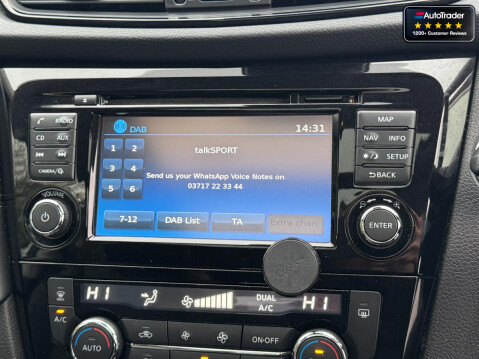 AutoTrader
1200+ Customer Reviews
RADIO
CD AUX
CAMERA
VOLUME
DAB
14:31
talkSPORT
Send us your WhatsApp Voice Notes on
03717 22 33 44
1 2
3 4
5 6
7-12
DAB List
TA
Extra chan.
MAP
NAV INFO
SETUP
BACK
ENTER
HI
DUAL
A/C
HI
A/C
AUTO
ON·OFF